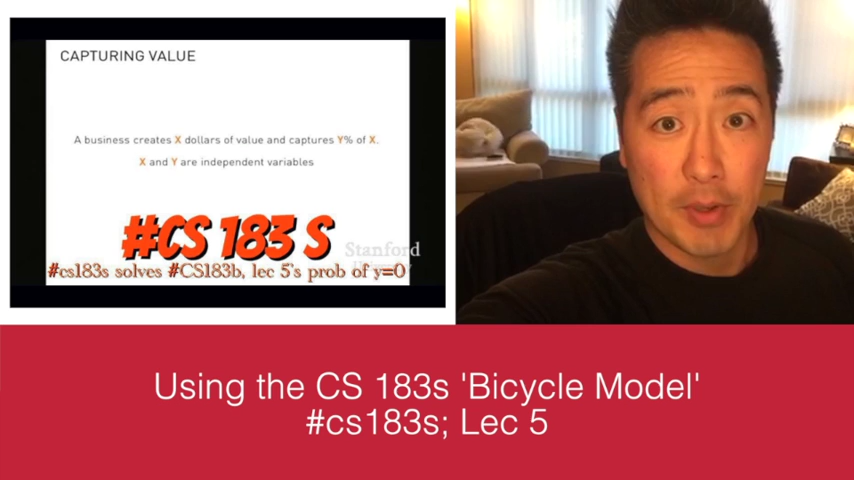 CAPTURING VALUE
A business creates X dollars of value and captures Y% of X.
X and Y are independent variables
#CS 183 S
Stanford
#cs183s solves #CS183b, lec 5's prob of y=0
Using the CS 183s 'Bicycle Model'
#cs183s; Lec 5